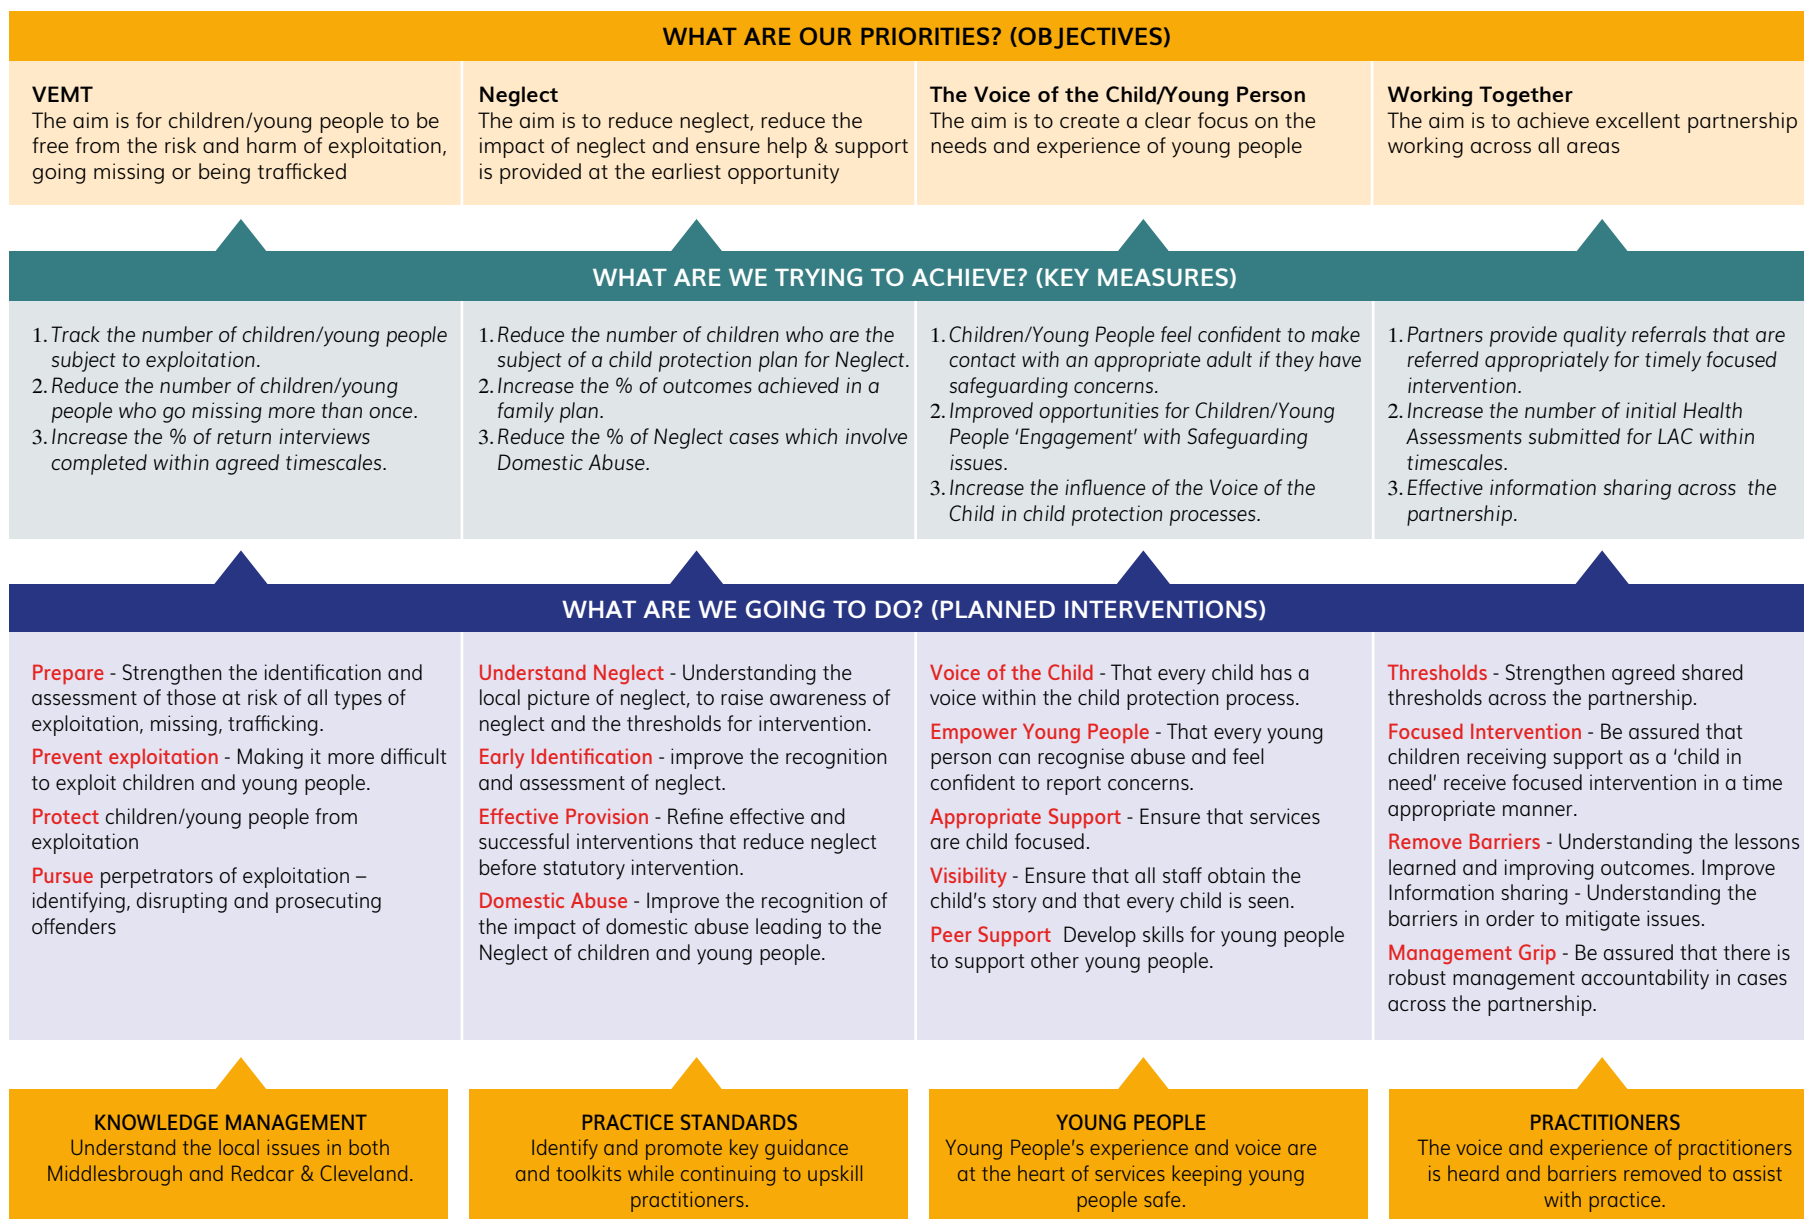 WHAT ARE OUR PRIORITIES? (OBJECTIVES)
VEMT
The aim is for children/young people to be
free from the risk and harm of exploitation,
going missing or being trafficked
Neglect
The aim is to reduce neglect, reduce the
impact of neglect and ensure help & support
is provided at the earliest opportunity
The Voice of the Child/Young Person
The aim is to create a clear focus on the
needs and experience of young people
Working Together
The aim is to achieve excellent partnership
working across all areas
WHAT ARE WE TRYING TO ACHIEVE? (KEY MEASURES)
1. Track the number of children/young people
subject to exploitation.
2. Reduce the number of children/young
people who go missing more than once.
3. Increase the % of return interviews
completed within agreed timescales.
1. Reduce the number of children who are the
subject of a child protection plan for Neglect.
2. Increase the % of outcomes achieved in a
family plan.
3. Reduce the % of Neglect cases which involve
Domestic Abuse.
1. Children/Young People feel confident to make
contact with an appropriate adult if they have
safeguarding concerns.
2. Improved opportunities for Children/Young
People ‘Engagement’ with Safeguarding
issues.
3. Increase the influence of the Voice of the
Child in child protection processes.
1. Partners provide quality referrals that are
referred appropriately for timely focused
intervention.
2. Increase the number of initial Health
Assessments submitted for LAC within
timescales.
3. Effective information sharing across the
partnership.
WHAT ARE WE GOING TO DO? (PLANNED INTERVENTIONS)
Prepare - Strengthen the identification and
assessment of those at risk of all types of
exploitation, missing, trafficking.
Prevent exploitation - Making it more difficult
to exploit children and young people.
Protect children/young people from
exploitation
Pursue perpetrators of exploitation –
identifying, disrupting and prosecuting
offenders
Understand Neglect - Understanding the
local picture of neglect, to raise awareness of
neglect and the thresholds for intervention.
Early Identification - improve the recognition
and assessment of neglect.
Effective Provision - Refine effective and
successful interventions that reduce neglect
before statutory intervention.
Domestic Abuse - Improve the recognition of
the impact of domestic abuse leading to the
Neglect of children and young people.
Voice of the Child - That every child has a
voice within the child protection process.
Empower Young People - That every young
person can recognise abuse and feel
confident to report concerns.
Appropriate Support - Ensure that services
are child focused.
Visibility - Ensure that all staff obtain the
child’s story and that every child is seen.
Peer Support Develop skills for young people
to support other young people.
Thresholds - Strengthen agreed shared
thresholds across the partnership.
Focused Intervention - Be assured that
children receiving support as a ‘child in
need’ receive focused intervention in a time
appropriate manner.
Remove Barriers - Understanding the lessons
learned and improving outcomes. Improve
Information sharing - Understanding the
barriers in order to mitigate issues.
Management Grip - Be assured that there is
robust management accountability in cases
across the partnership.
KNOWLEDGE MANAGEMENT
Understand the local issues in both
Middlesbrough and Redcar & Cleveland.
PRACTICE STANDARDS
Identify and promote key guidance
and toolkits while continuing to upskill
practitioners.
YOUNG PEOPLE
Young People’s experience and voice are
at the heart of services keeping young
people safe.
PRACTITIONERS
The voice and experience of practitioners
is heard and barriers removed to assist
with practice.